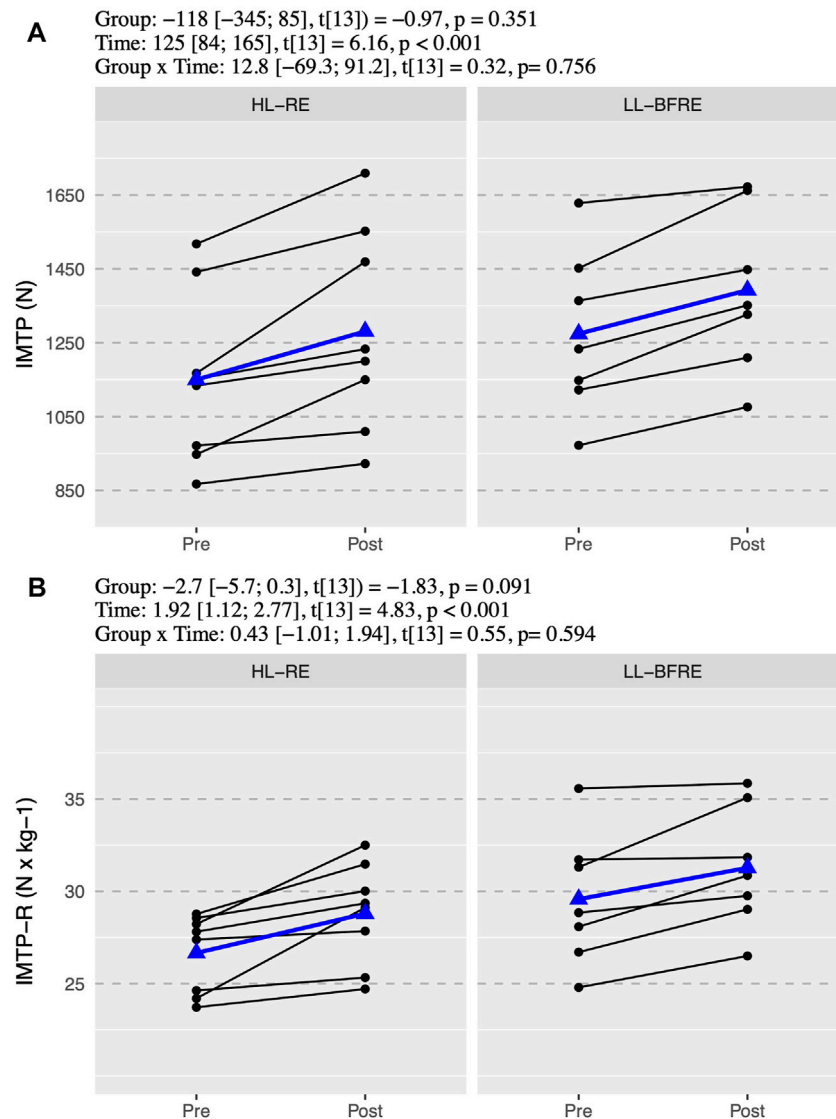 A
Group: −118 [−345; 85], t[13]) = −0.97, p = 0.351
Time: 125 [84; 165], t[13] = 6.16, p < 0.001
Group x Time: 12.8 [−69.3; 91.2], t[13] = 0.32, p= 0.756
HL−RE
LL−BFRE
IMTP (N)
1650
1450
1250
1050
850
Pre
Post
Pre
Post
B
Group: −2.7 [−5.7; 0.3], t[13]) = −1.83, p = 0.091
Time: 1.92 [1.12; 2.77], t[13] = 4.83, p < 0.001
Group x Time: 0.43 [−1.01; 1.94], t[13] = 0.55, p= 0.594
HL−RE
LL−BFRE
IMTP−R (N x kg−1)
35
30
25
Pre
Post
Pre
Post